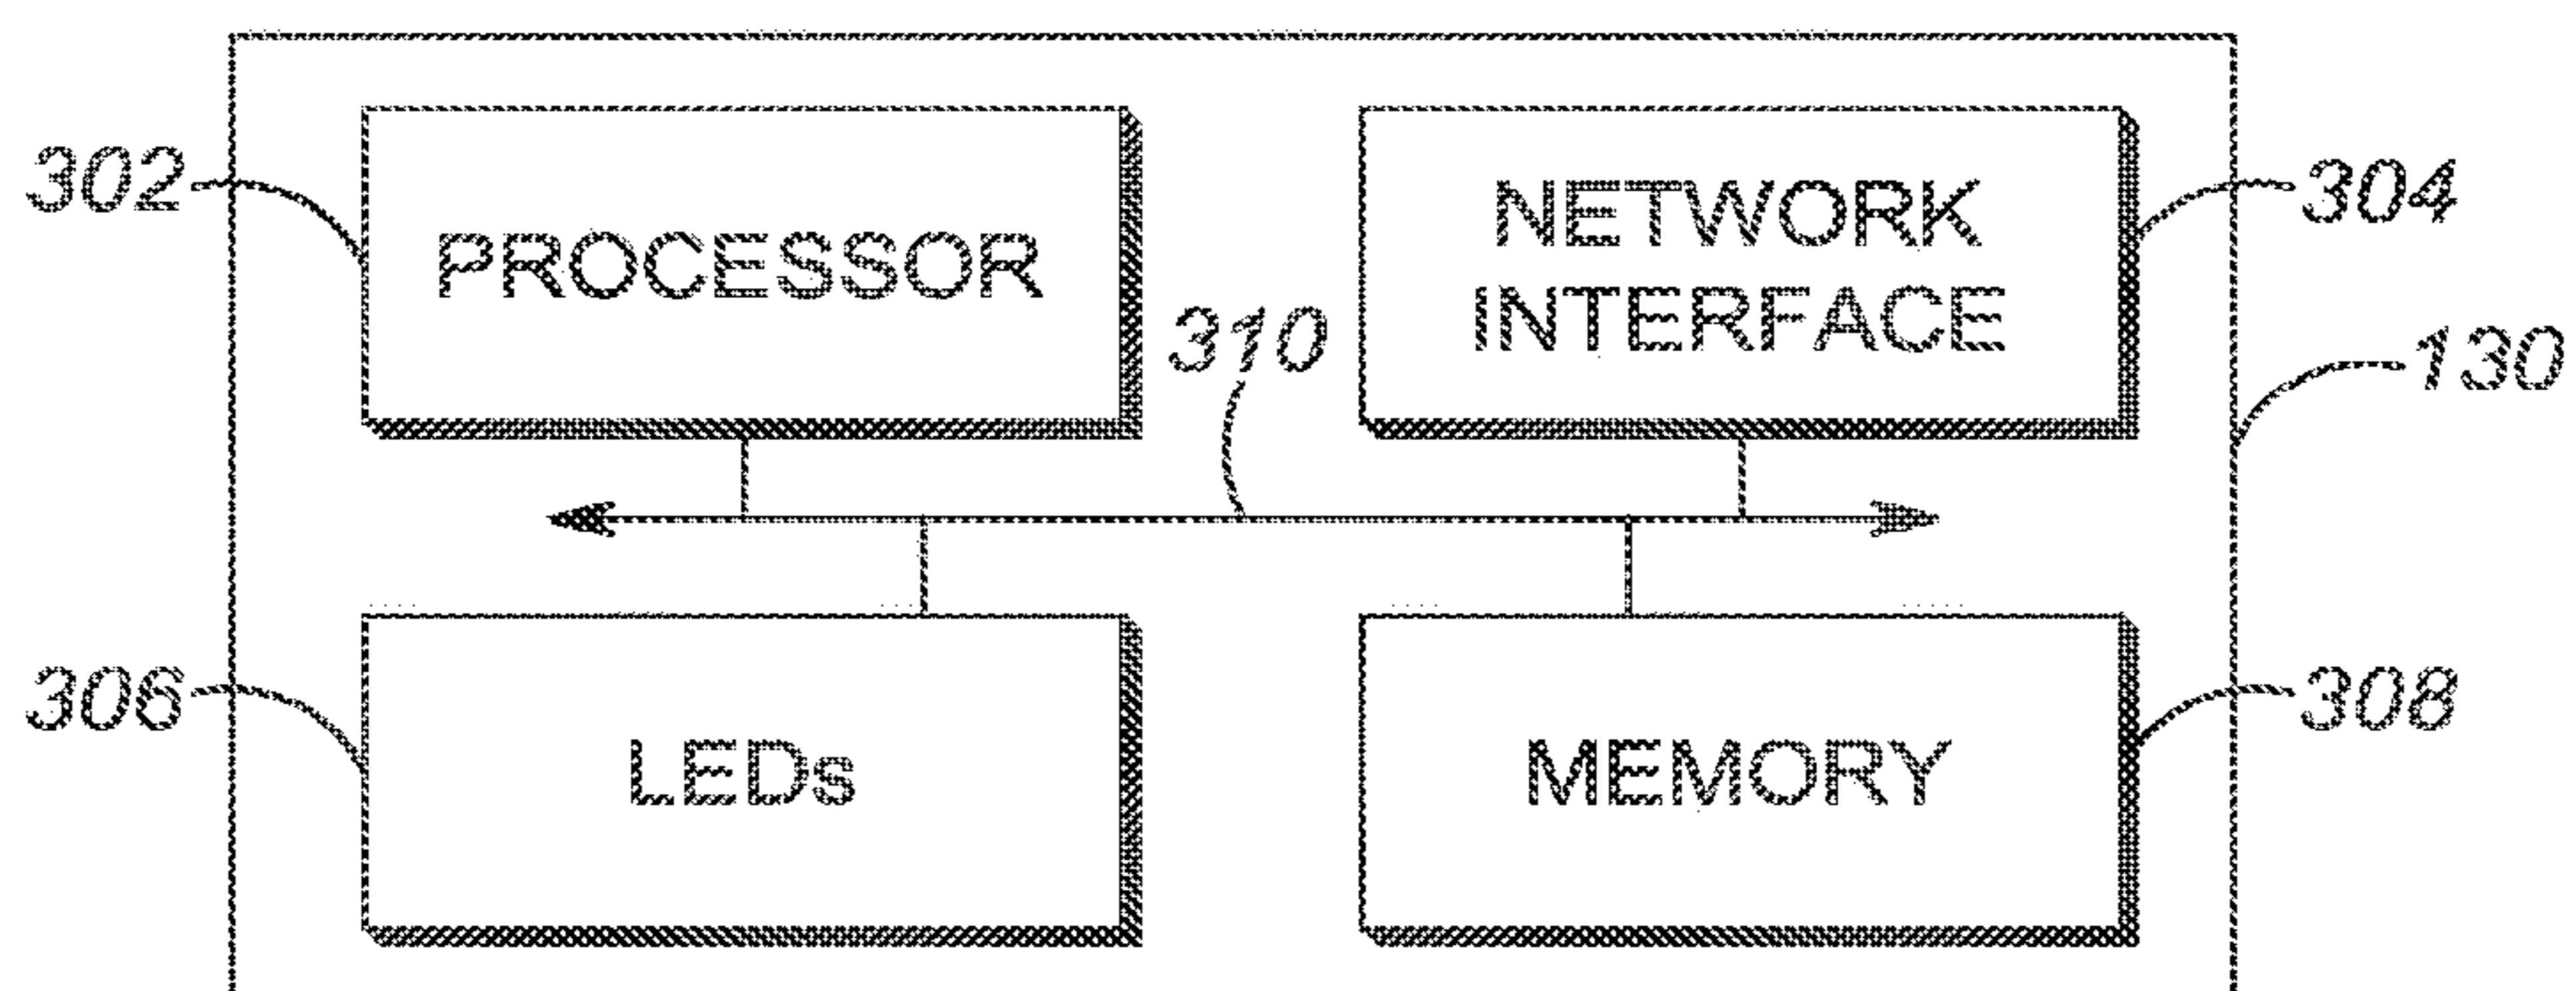 302
PROCESSOR
NETWORK
INTERFACE
304
310
130
306
LEDs
MEMORY
308